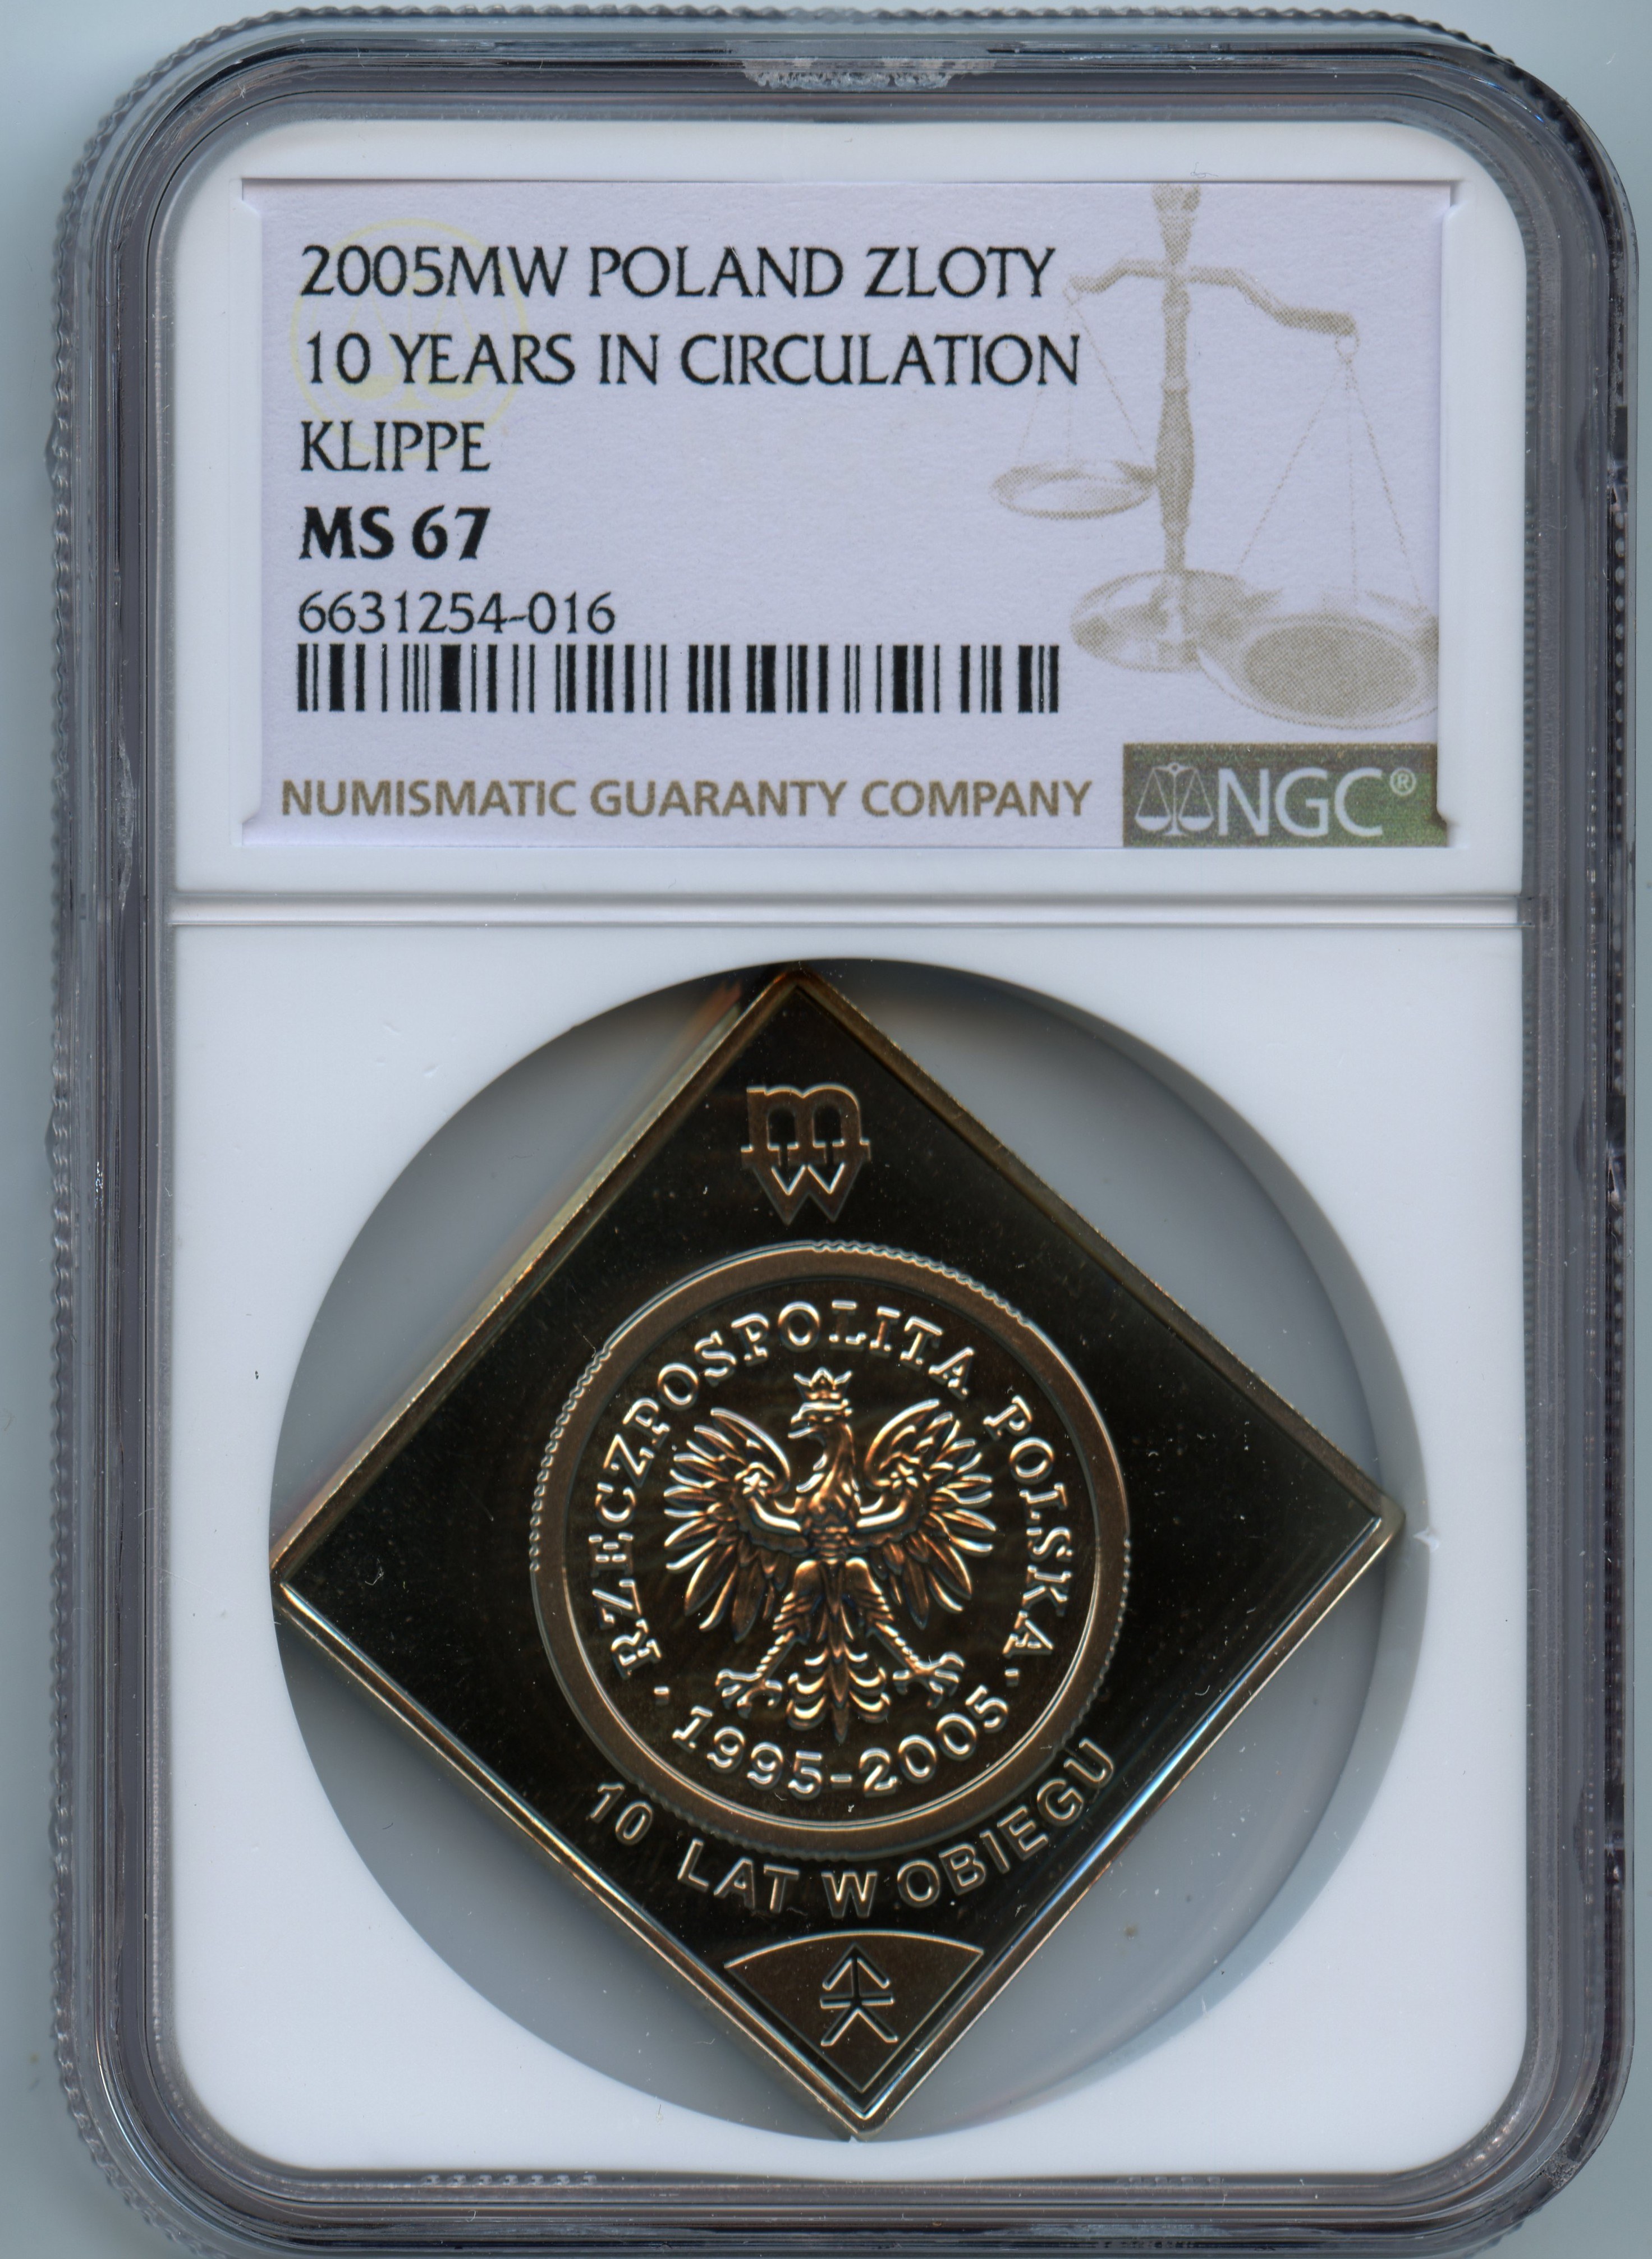 2005MW POLAND ZLOTY
10 YEARS IN CIRCULATION
KLIPPE
MS 67
6631254-016
NUMISMATIC GUARANTY COMPANY
NGC®
mw
RZECZPOSPOLITA POLSKA
· 1995-2005 ·
10 LAT W OBIEGU